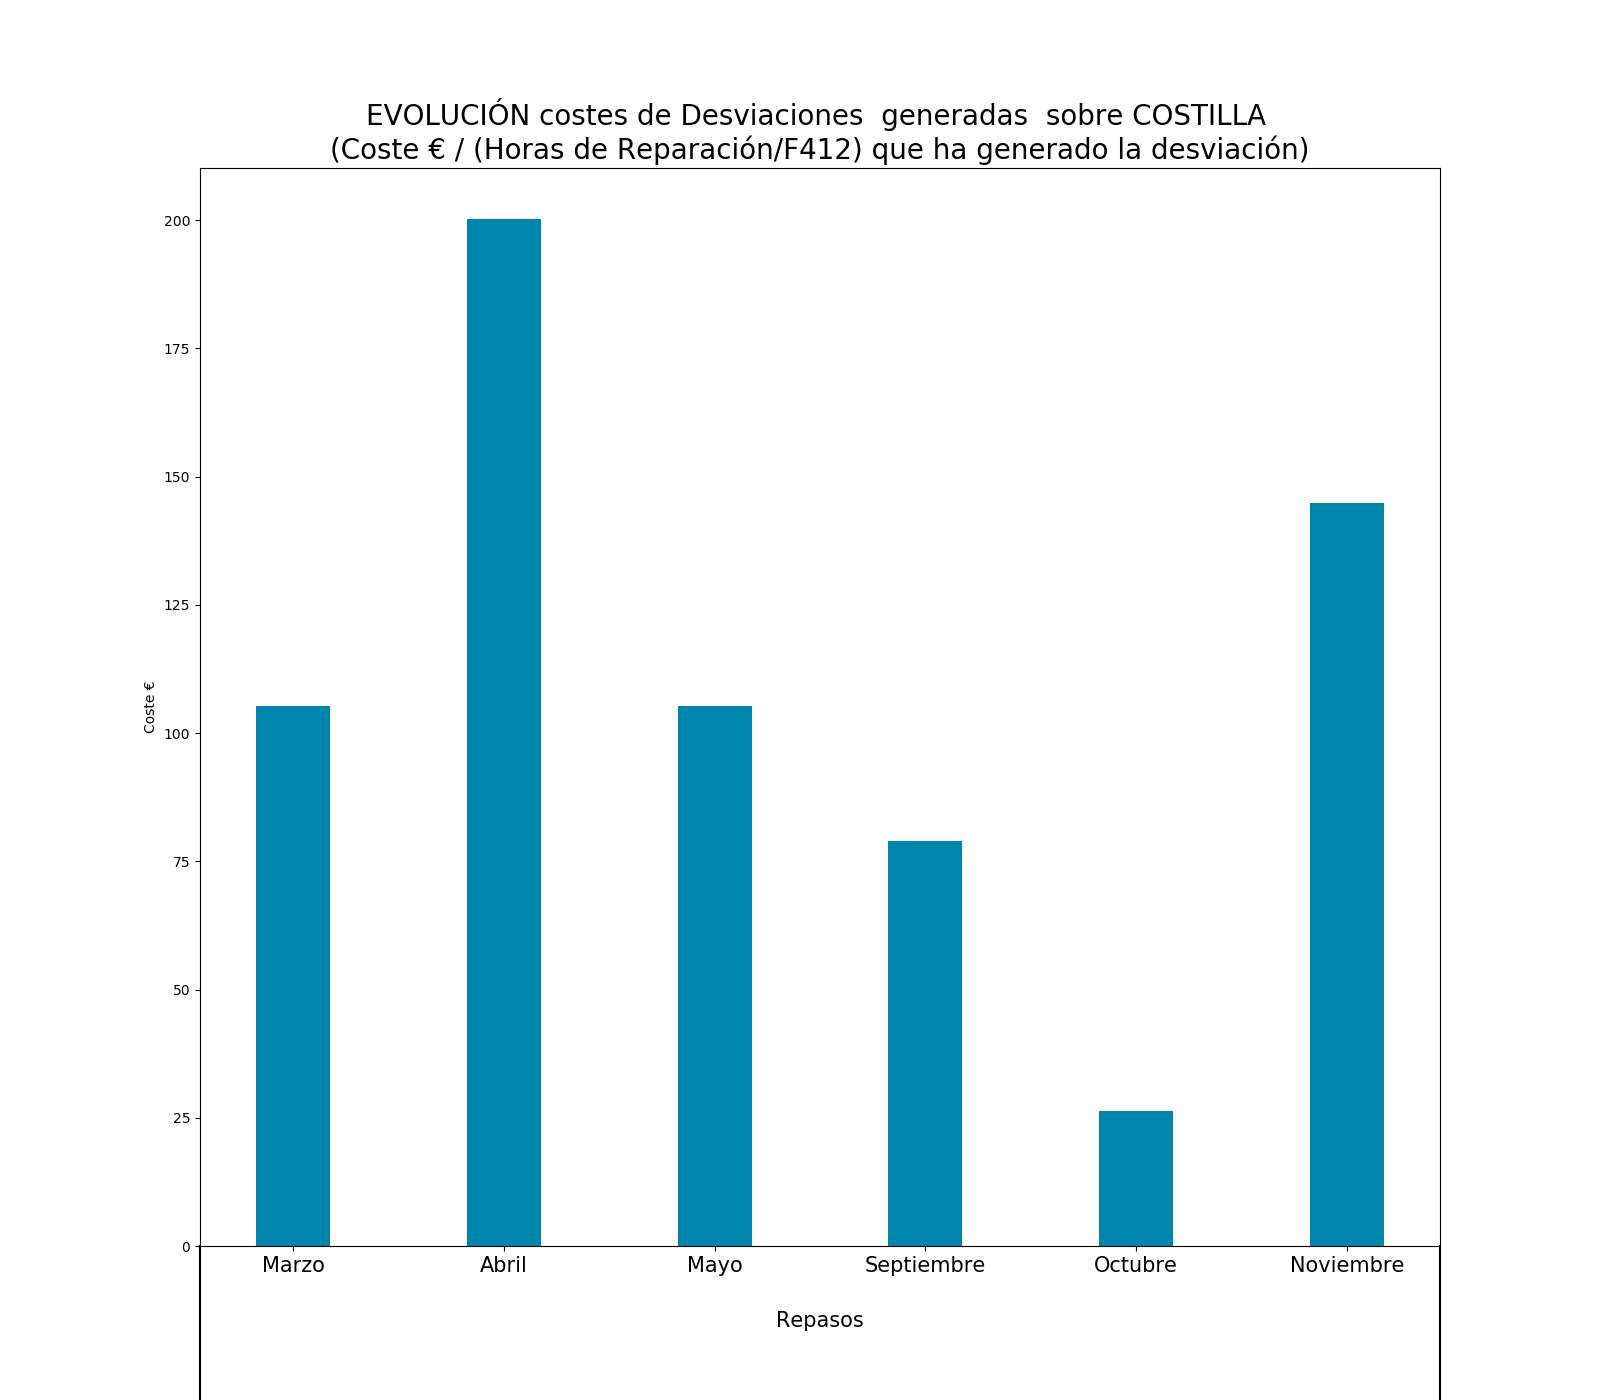 EVOLUCIÓN costes de Desviaciones  generadas  sobre COSTILLA
(Coste € / (Horas de Reparación/F412) que ha generado la desviación)
200
175
150
125
100
75
50
25
0
Coste €
Marzo
Abril
Mayo
Septiembre
Octubre
Noviembre
Repasos